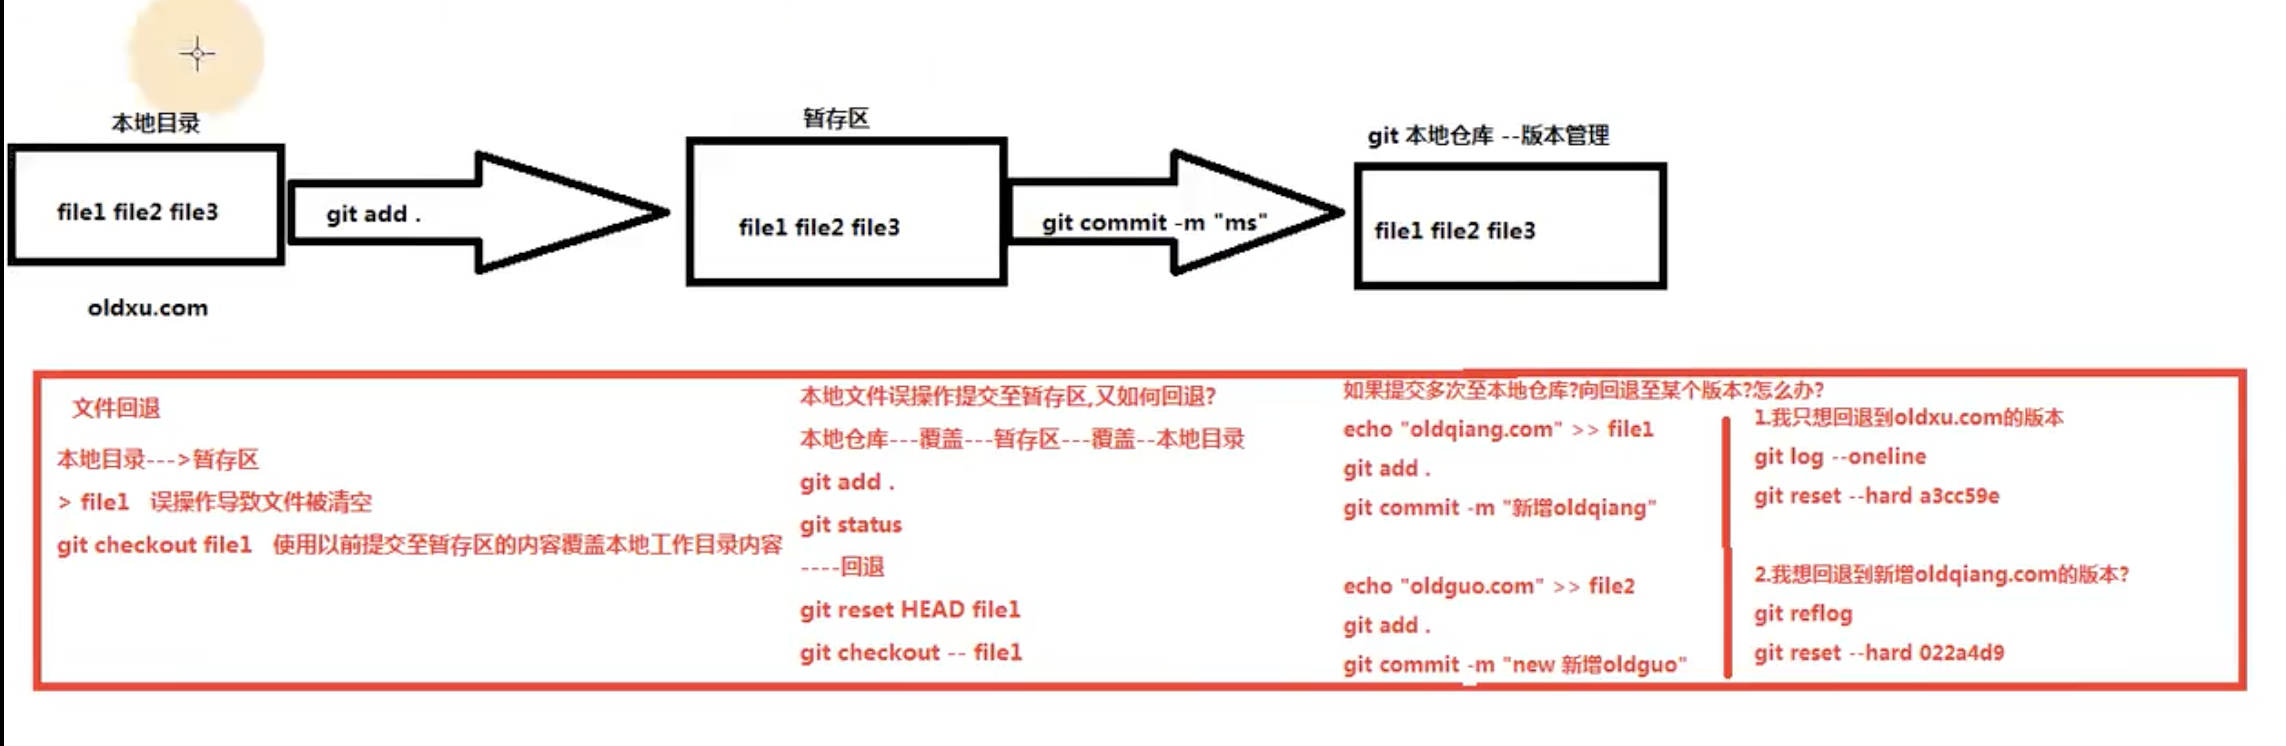 本地目录
file1 file2 file3
oldxu.com
git add .
暂存区
file1 file2 file3
git commit -m "ms"
git 本地仓库 --版本管理
file1 file2 file3
文件回退
本地目录--->暂存区
> file1 误操作导致文件被清空
git checkout file1 使用以前提交至暂存区的内容覆盖本地工作目录内容
本地文件误操作提交至暂存区,又如何回退?
本地仓库---覆盖---暂存区---覆盖--本地目录
git add .
git status
----回退
git reset HEAD file1
git checkout -- file1
如果提交多次至本地仓库?向回退至某个版本?怎么办?
echo "oldqiang.com" >> file1
git add .
git commit -m "新增oldqiang"
echo "oldguo.com" >> file2
git add .
git commit -m "new 新增oldguo"
1.我只想回退到oldxu.com的版本
git log --oneline
git reset --hard a3cc59e
2.我想回退到新增oldqiang.com的版本?
git reflog
git reset --hard 022a4d9